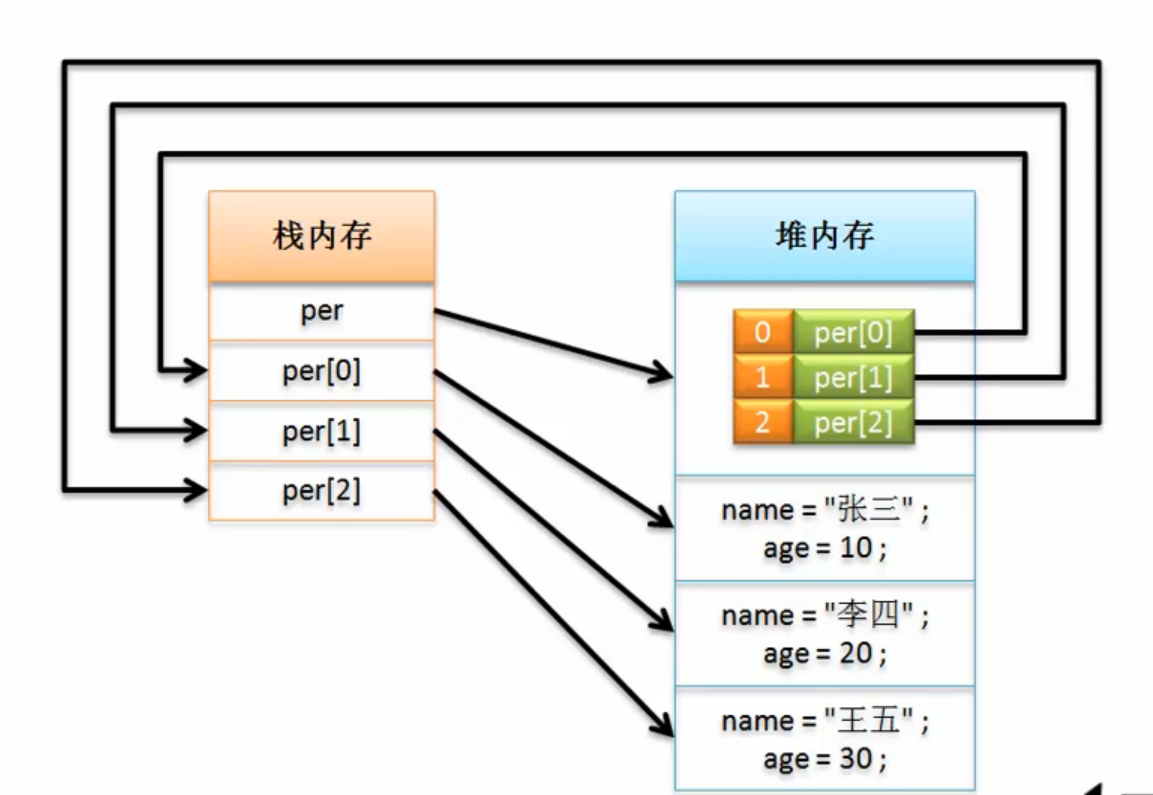 栈内存
per
per[0]
per[1]
per[2]
堆内存
0 per[0]
1 per[1]
2 per[2]
name = "张三" ;
age = 10 ;
name = "李四" ;
age = 20 ;
name = "王五" ;
age = 30 ;